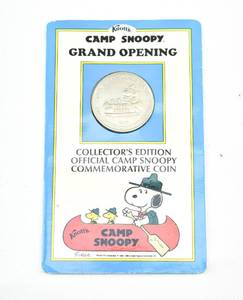 Knott's
CAMP SNOOPY
GRAND OPENING
COLLECTOR'S EDITION
OFFICIAL CAMP SNOOPY
COMMEMORATIVE COIN
Knott's
CAMP
SNOOPY